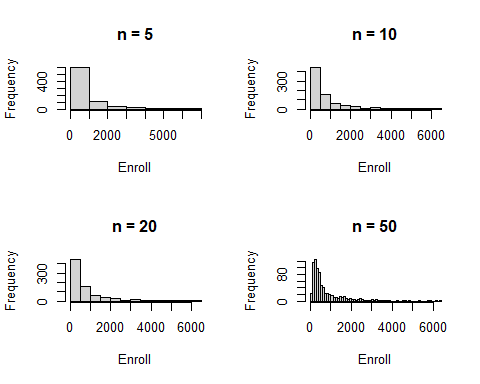 n = 5
Frequency
0 400
0 2000 5000
Enroll
n = 10
Frequency
0 300
0 2000 4000 6000
Enroll
n = 20
Frequency
0 300
0 2000 4000 6000
Enroll
n = 50
Frequency
0 80
0 2000 4000 6000
Enroll